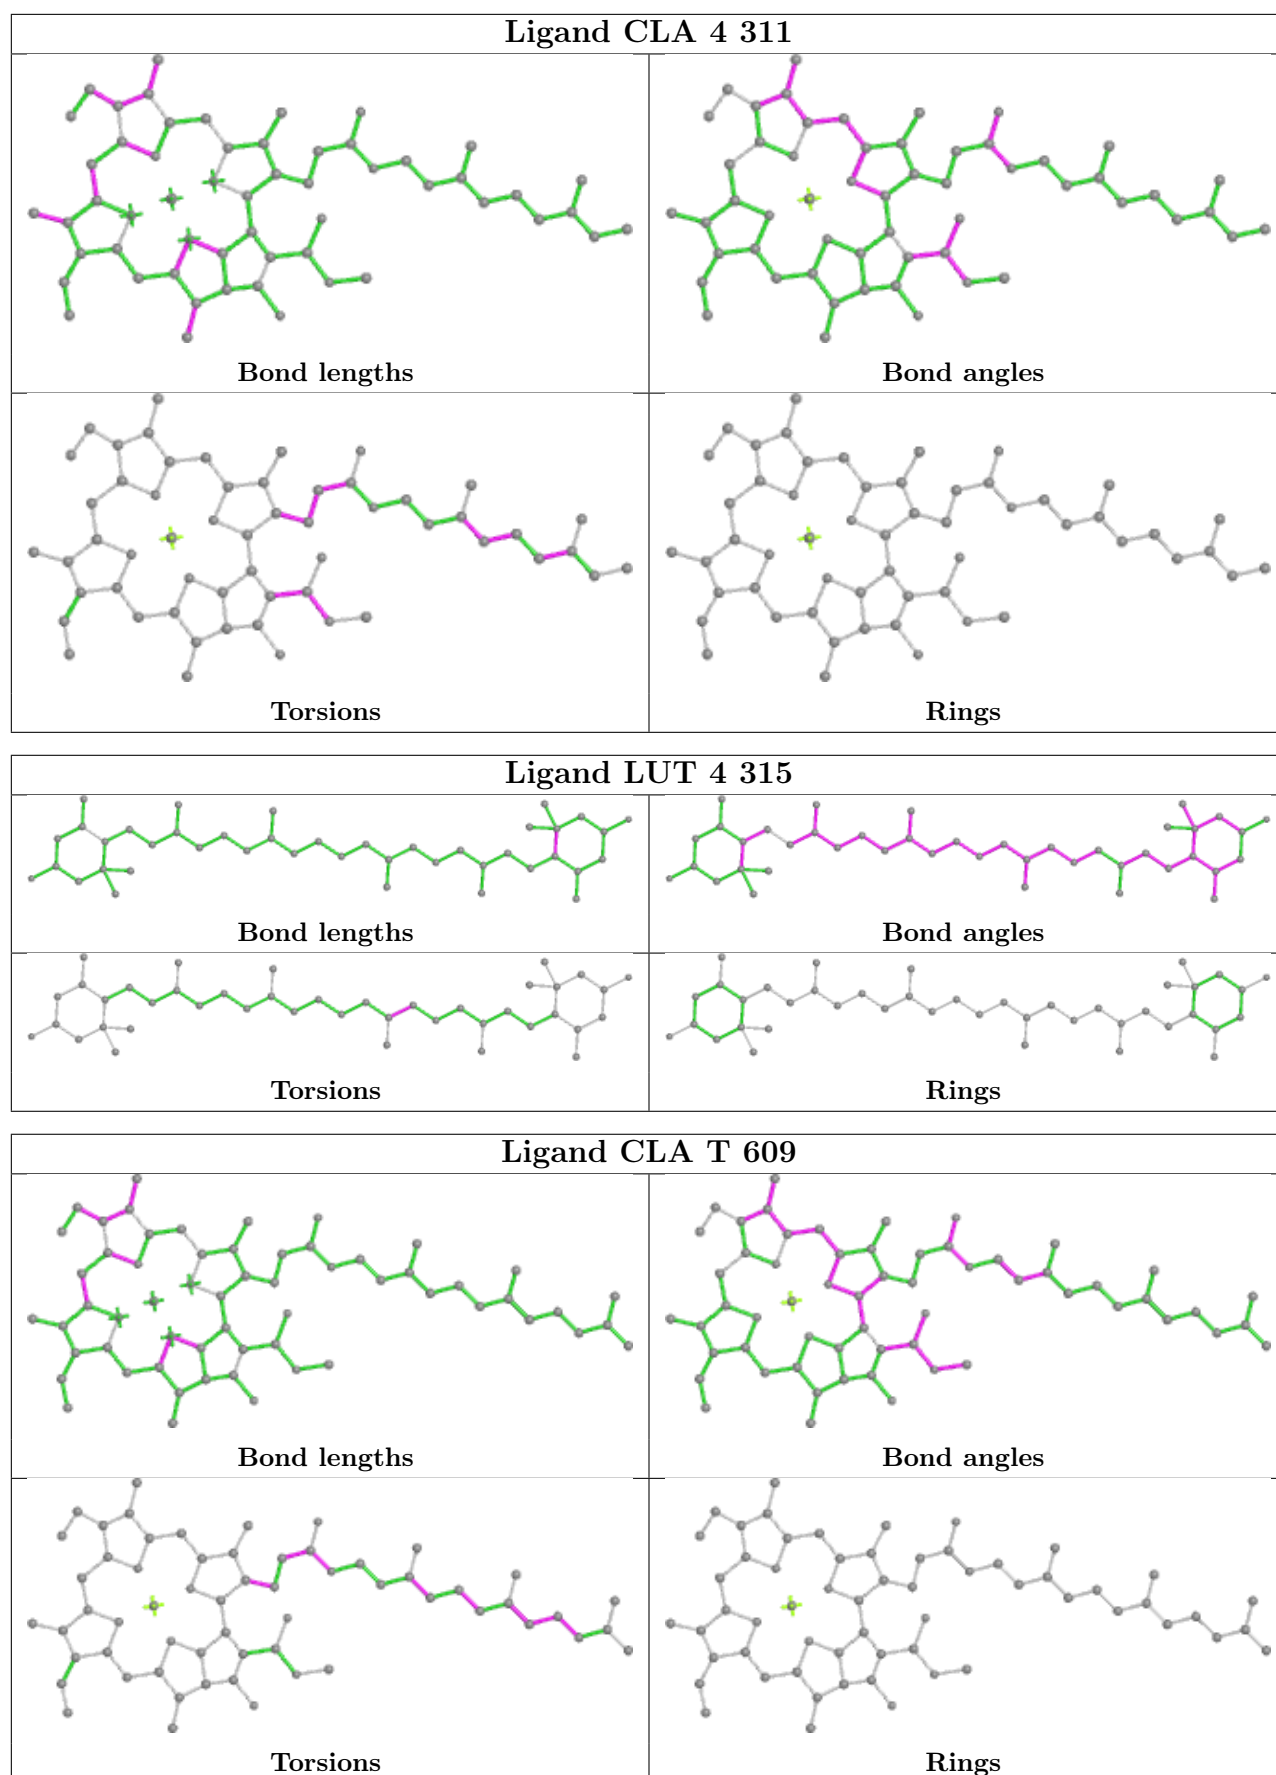 Ligand CLA 4 311
Bond lengths
Bond angles
Torsions
Rings
Ligand LUT 4 315
Bond lengths
Bond angles
Torsions
Rings
Ligand CLA T 609
Bond lengths
Bond angles
Torsions
Rings